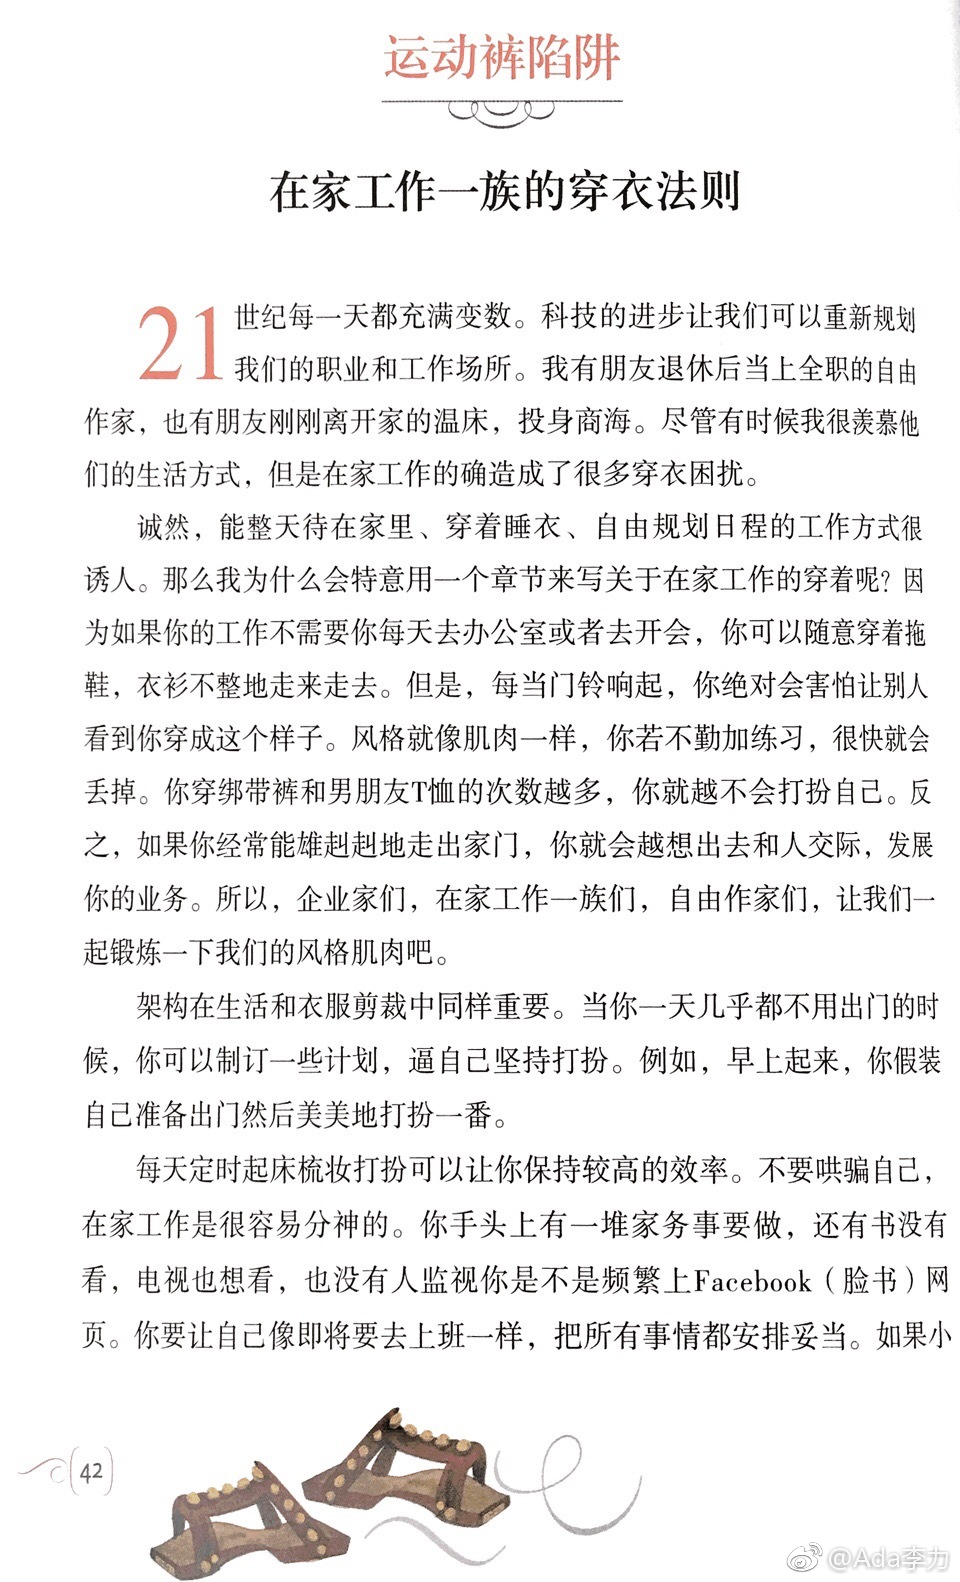 运动裤陷阱
在家工作一族的穿衣法则
21世纪每一天都充满变数。科技的进步让我们可以重新规划
我们的职业和工作场所。我有朋友退休后当上全职的自由
作家，也有朋友刚刚离开家的温床，投身商海。尽管有时候我很羡慕他
们的生活方式，但是在家工作的确造成了很多穿衣困扰。
诚然，能整天待在家里、穿着睡衣、自由规划日程的工作方式很
诱人。那么我为什么会特意用一个章节来写关于在家工作的穿着呢？因
为如果你的工作不需要你每天去办公室或者去开会，你可以随意穿着拖
鞋，衣衫不整地走来走去。但是，每当门铃响起，你绝对会害怕让别人
看到你穿成这个样子。风格就像肌肉一样，你若不勤加练习，很快就会
丢掉。你穿绑带裤和男朋友T恤的次数越多，你就越不会打扮自己。反
之，如果你经常能雄赳赳地走出家门，你就会越想出去和人交际，发展
你的业务。所以，企业家们，在家工作一族们，自由作家们，让我们一
起锻炼一下我们的风格肌肉吧。
架构在生活和衣服剪裁中同样重要。当你一天几乎都不用出门的时
候，你可以制订一些计划，逼自己坚持打扮。例如，早上起来，你假装
自己准备出门然后美美地打扮一番。
每天定时起床梳妆打扮可以让你保持较高的效率。不要哄骗自己，
在家工作是很容易分神的。你手头上有一堆家务事要做，还有书没有
看，电视也想看，也没有人监视你是不是频繁上Facebook（脸书）网
页。你要让自己像即将要去上班一样，把所有事情都安排妥当。如果小
42
@Ada李力